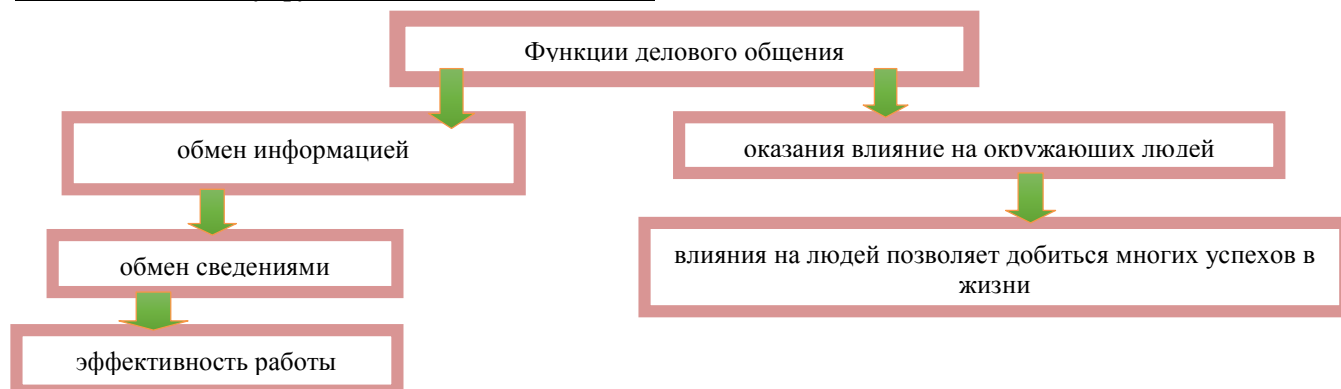 Функции делового общения
обмен информацией
оказания влияние на окружающих людей
обмен сведениями
влияния на людей позволяет добиться многих успехов в
жизни
эффективность работы